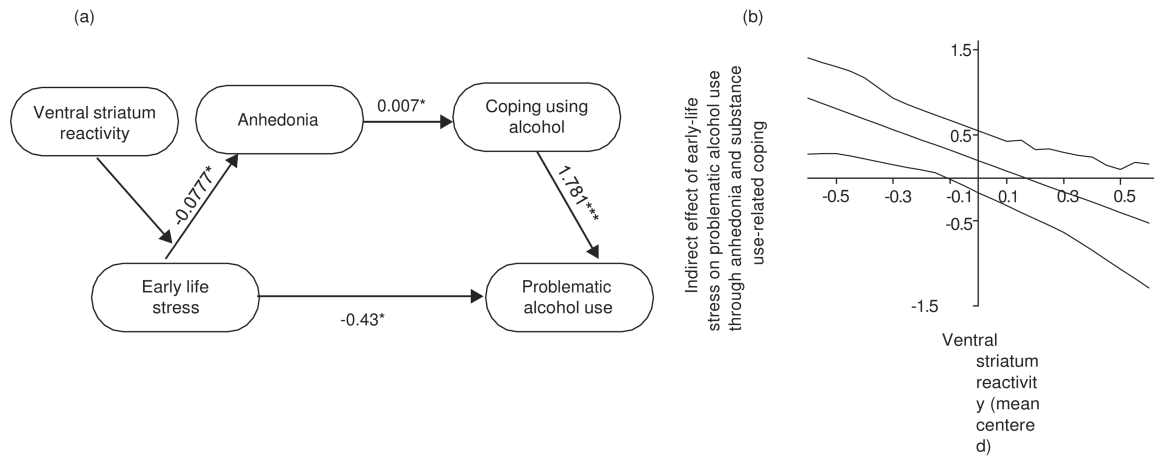 (a)
Ventral striatum
reactivity
Anhedonia
0.007*
Coping using
alcohol
-0.0777*
1.781***
Early life
stress
-0.43*
Problematic
alcohol use
(b)
Indirect effect of early-life
stress on problematic alcohol use
through anhedonia and substance
use-related coping
1.5
0.5
-0.5 -0.3 -0.1 0.1 0.3 0.5
-0.5
-1.5
Ventral
striatum
reactivit
y (mean
centere
d)